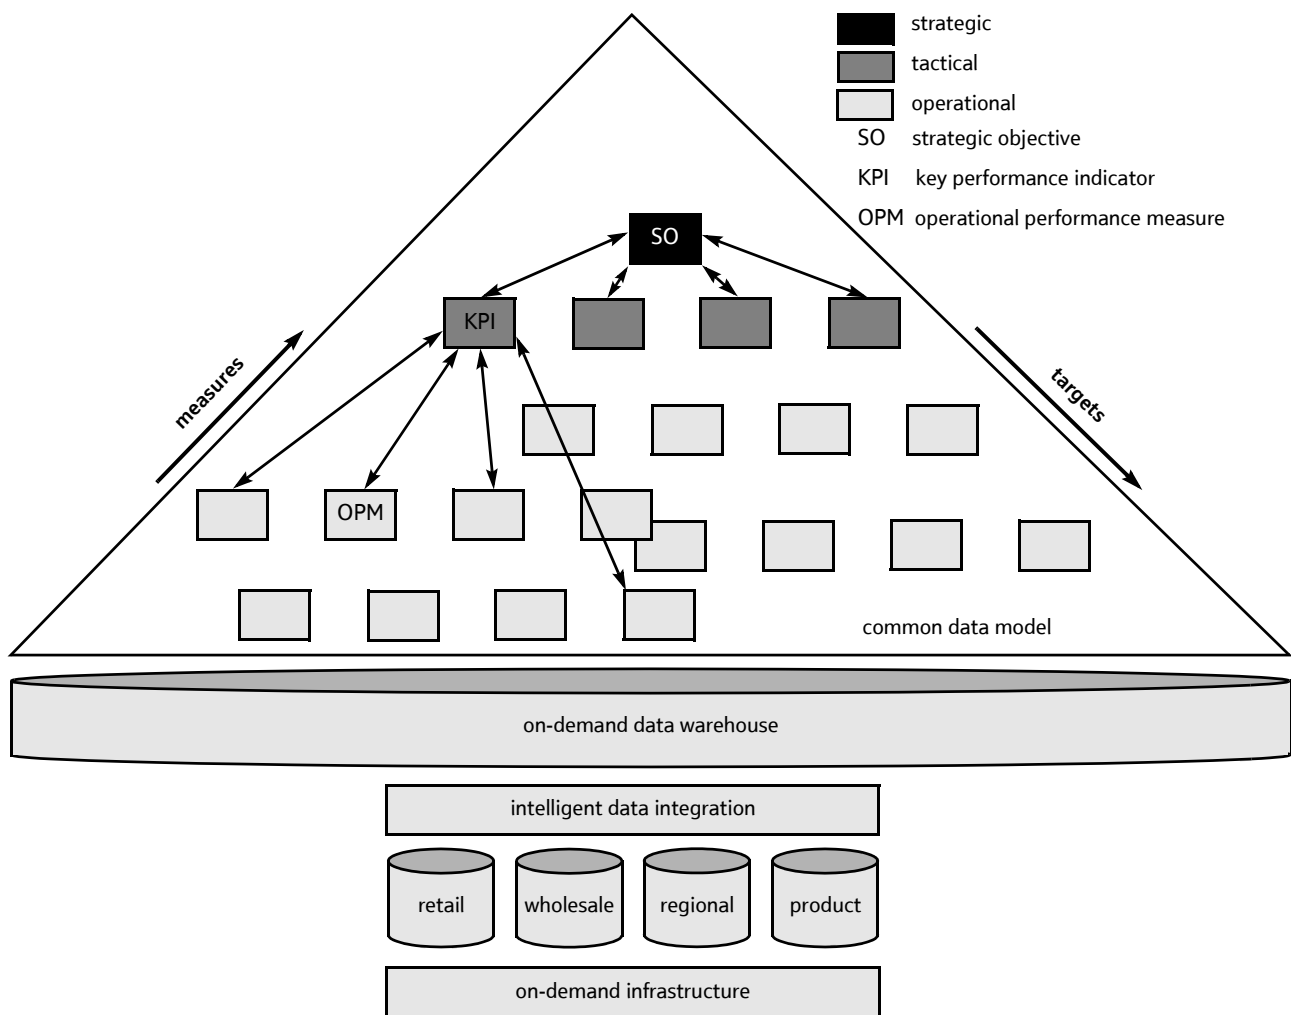 strategic
tactical
operational
SO strategic objective
KPI key performance indicator
OPM operational performance measure
SO
KPI
measures
targets
OPM
common data model
on-demand data warehouse
intelligent data integration
retail wholesale regional product
on-demand infrastructure